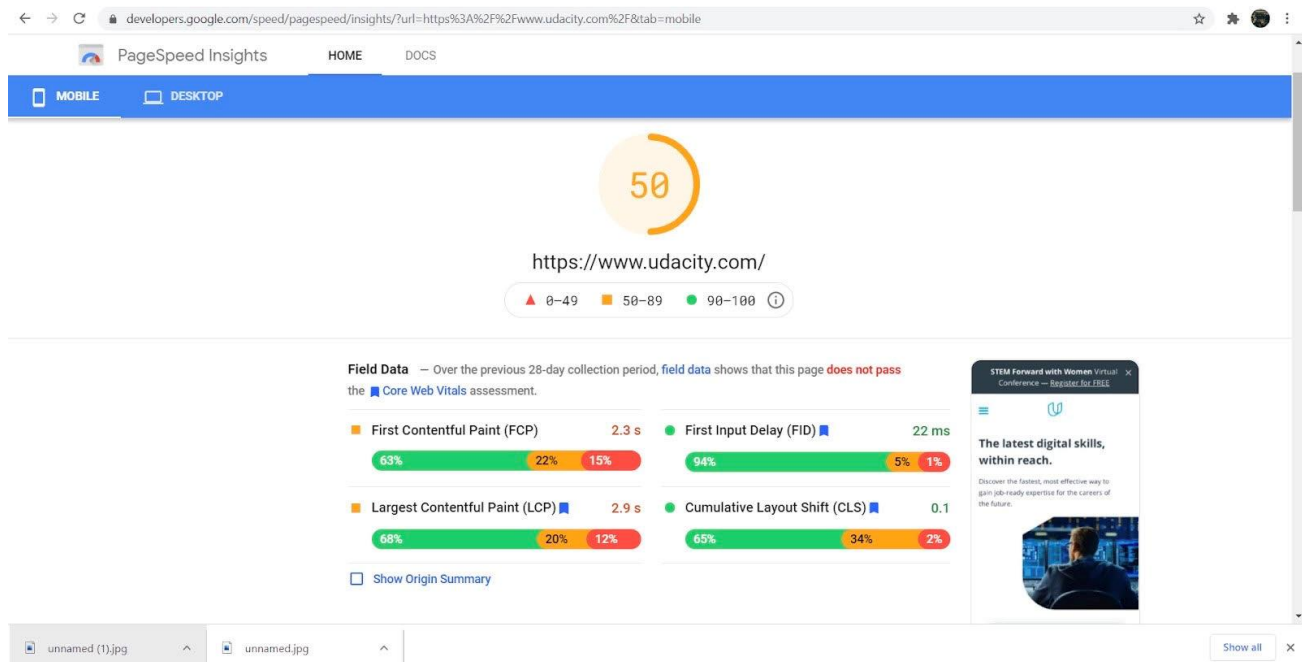 developers.google.com/speed/pagespeed/insights/?url=https%3A%2F%2Fwww.udacity.com%2F&tab=mobile
PageSpeed Insights HOME DOCS
MOBILE DESKTOP
50
https://www.udacity.com/
0–49 50–89 90–100
Field Data — Over the previous 28-day collection period, field data shows that this page does not pass
the Core Web Vitals assessment.
First Contentful Paint (FCP) 2.3 s
63% 22% 15%
First Input Delay (FID) 22 ms
94% 5% 1%
Largest Contentful Paint (LCP) 2.9 s
68% 20% 12%
Cumulative Layout Shift (CLS) 0.1
65% 34% 2%
Show Origin Summary
STEM Forward with Women Virtual
Conference — Register for FREE
The latest digital skills,
within reach.
Discover the fastest, most effective way to
gain job-ready expertise for the careers of
the future.
unnamed (1).jpg unnamed.jpg Show all